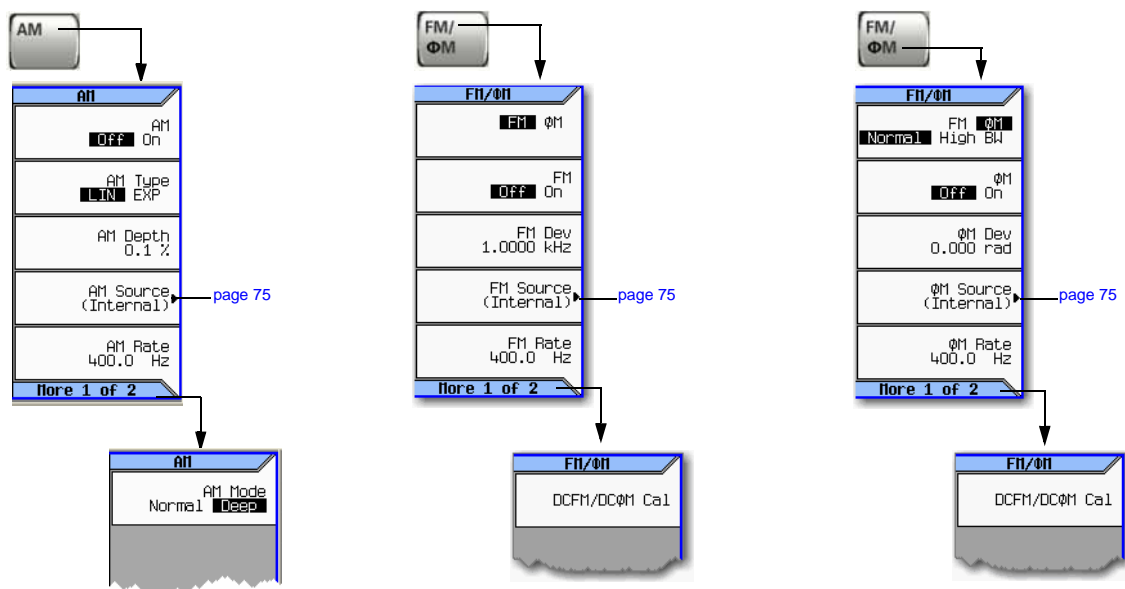 AM
AM
AM
Off On
AM Type
LIN EXP
AM Depth
0.1 %
AM Source
(Internal)
page 75
AM Rate
400.0 Hz
More 1 of 2
AM
AM Mode
Normal Deep
FM/
ΦM
FM/ΦM
FM ΦM
FM
Off On
FM Dev
1.0000 kHz
FM Source
(Internal)
page 75
FM Rate
400.0 Hz
More 1 of 2
FM/ΦM
DCFM/DCΦM Cal
FM/
ΦM
FM/ΦM
FM ΦM
Normal High BW
ΦM
Off On
ΦM Dev
0.000 rad
ΦM Source
(Internal)
page 75
ΦM Rate
400.0 Hz
More 1 of 2
FM/ΦM
DCFM/DCΦM Cal